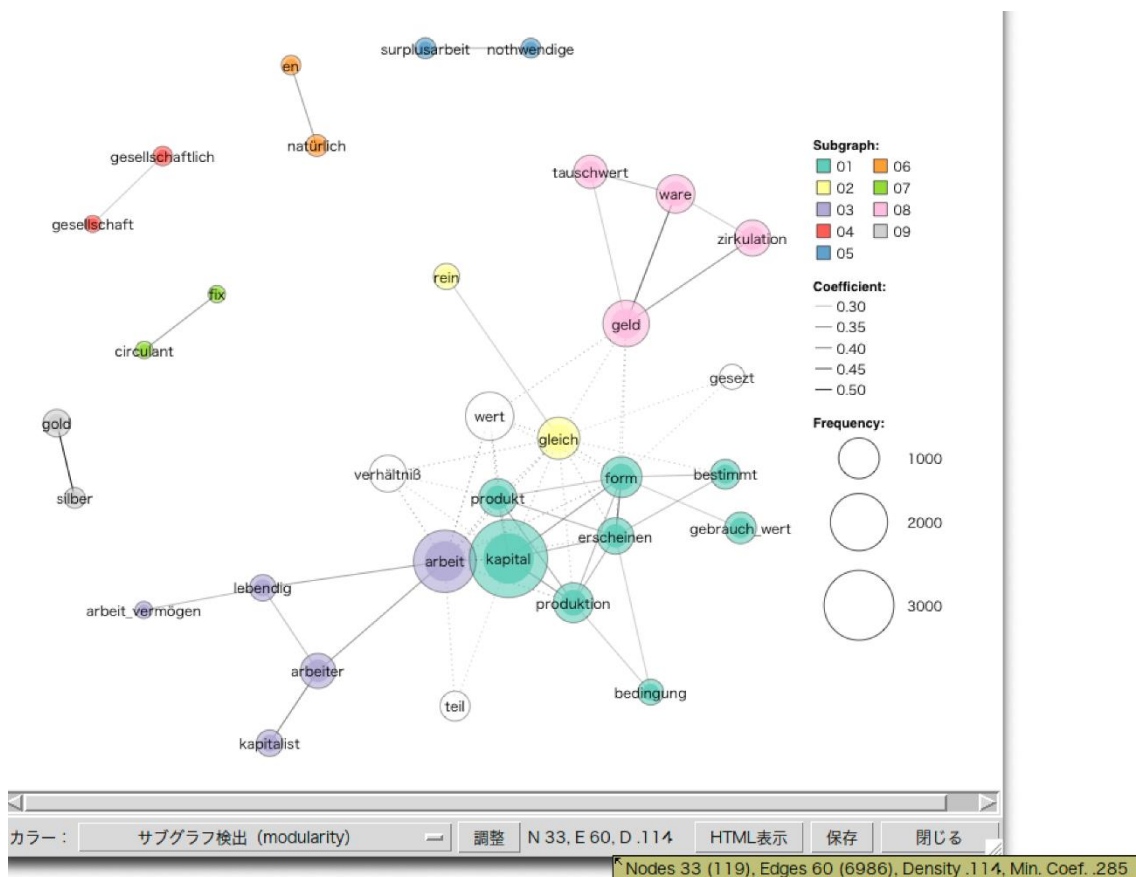 surplusarbeit nothwendige
en
natürlich
gesellschaftlich
gesellschaft
tauschwert
ware
zirkulation
rein
fix
circulant
geld
gesezt
wert
gleich
gold
verhältniß
form
bestimmt
produkt
silber
gebrauch_wert
erscheinen
arbeit
kapital
lebendig
produktion
arbeit_vermögen
arbeiter
bedingung
teil
kapitalist
Subgraph:
01 06
02 07
03 08
04 09
05
Coefficient:
0.30
0.35
0.40
0.45
0.50
Frequency:
1000
2000
3000
カラー： サブグラフ検出（modularity） 調整 N 33, E 60, D .114 HTML表示 保存 閉じる
Nodes 33 (119), Edges 60 (6986), Density .114, Min. Coef. .285